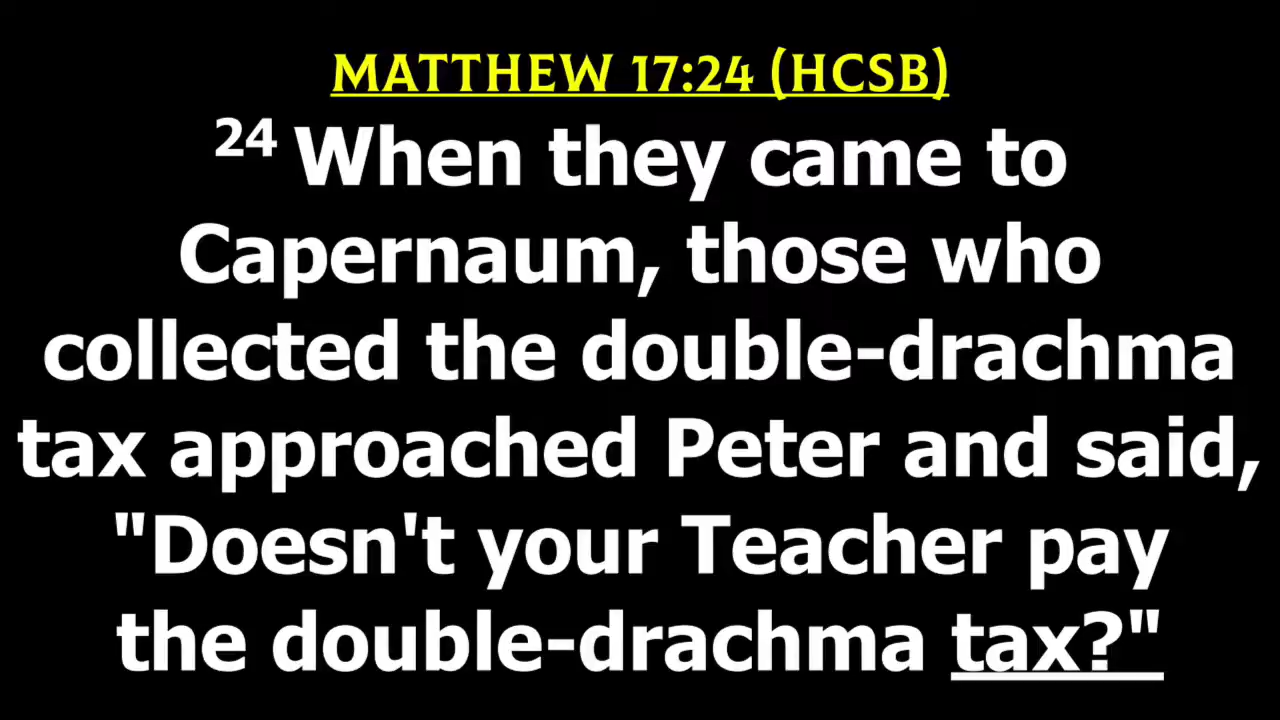 MATTHEW 17:24 (HCSB)
24 When they came to
Capernaum, those who
collected the double-drachma
tax approached Peter and said,
"Doesn't your Teacher pay
the double-drachma tax?"